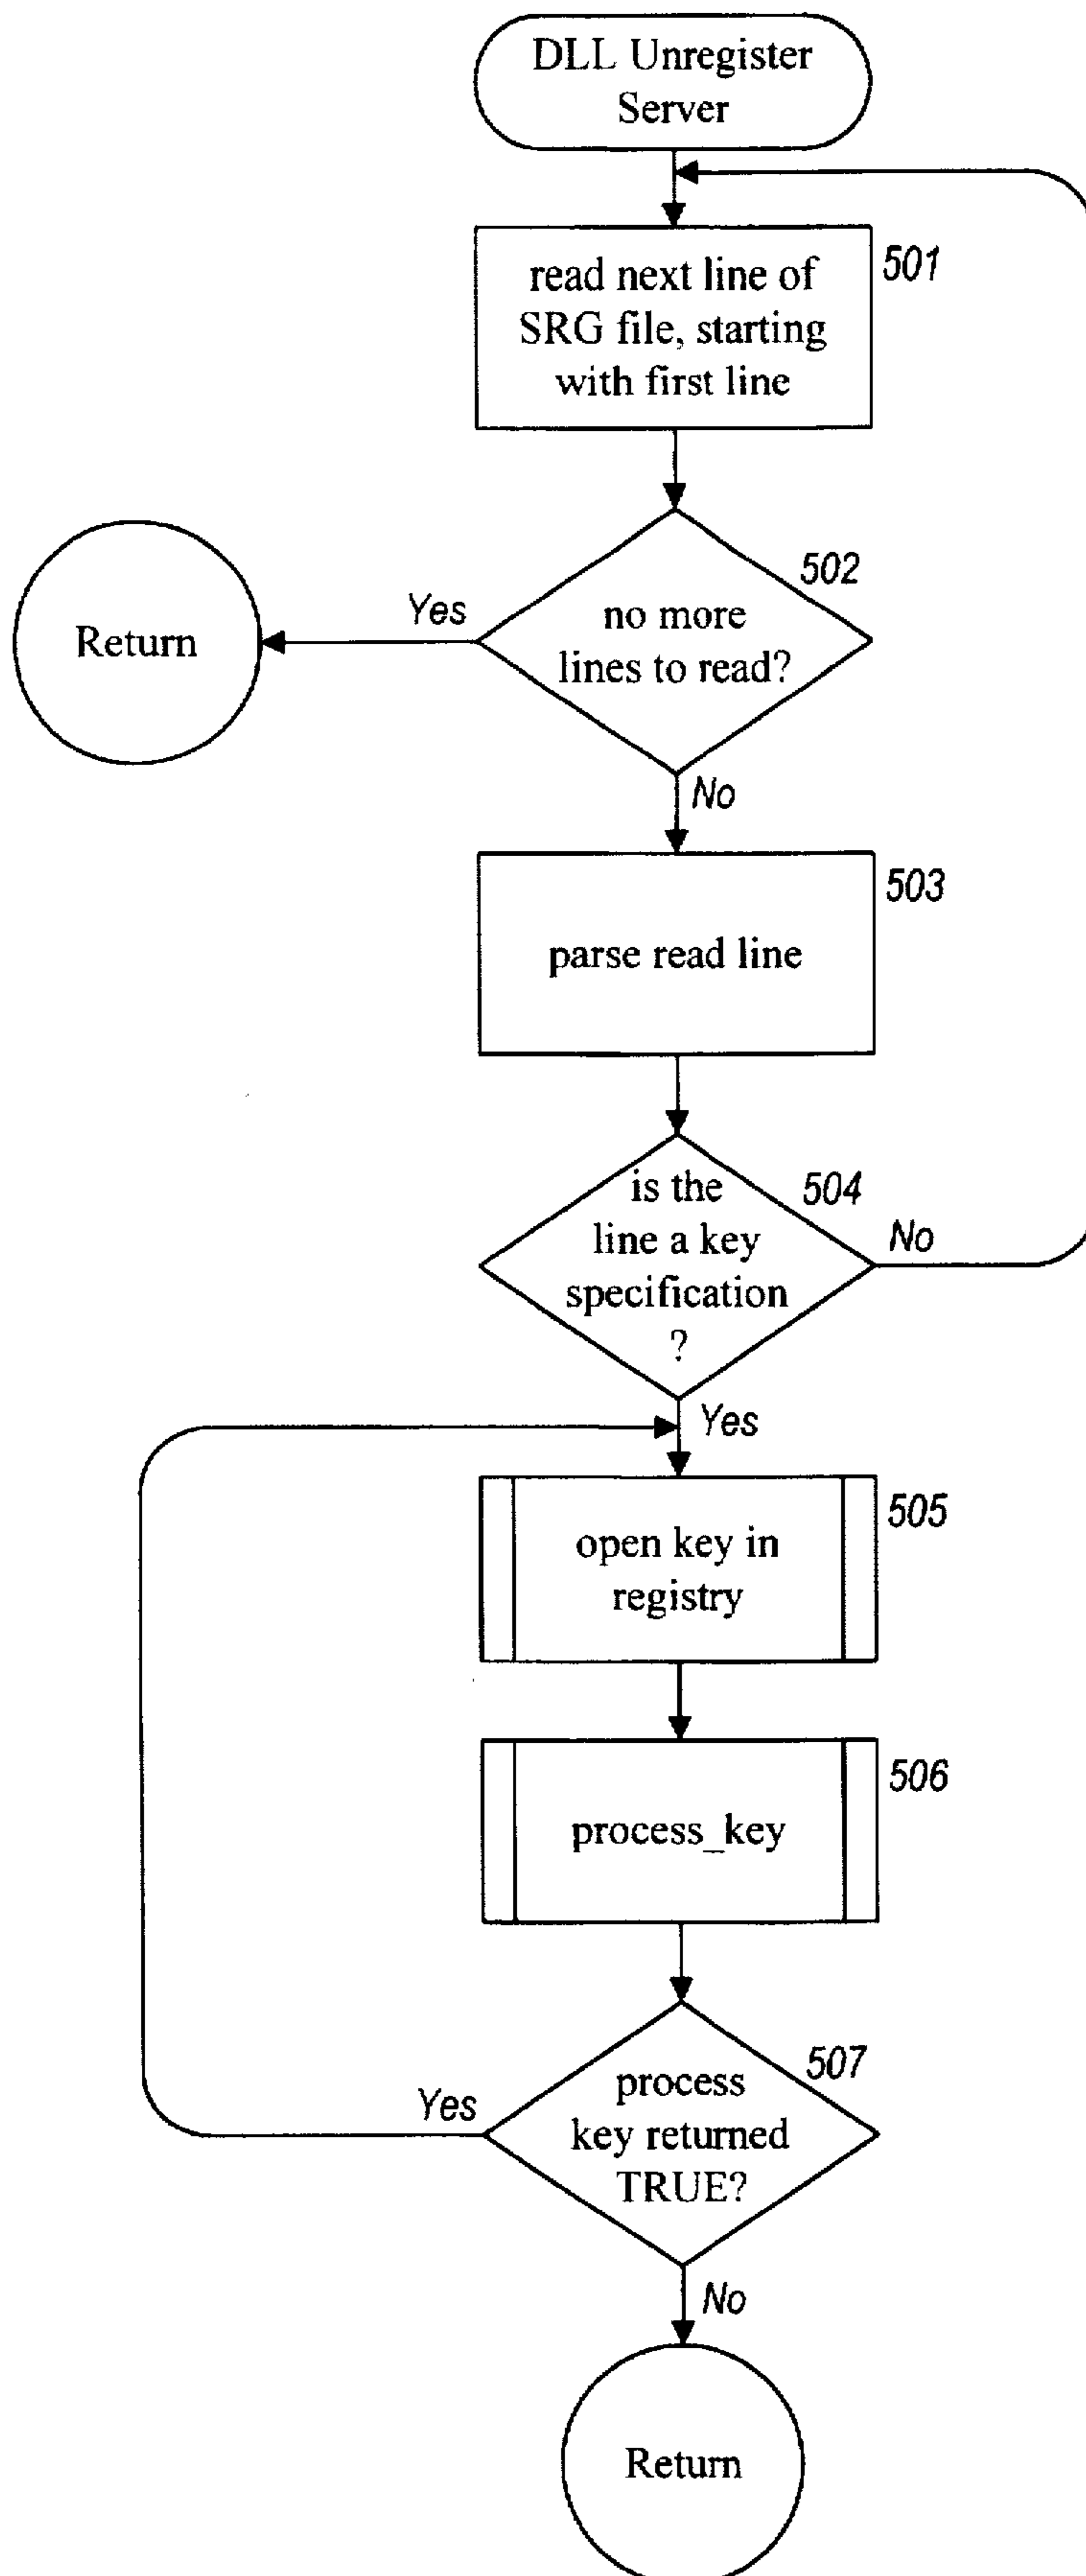 DLL Unregister
Server
501
read next line of
SRG file, starting
with first line
502
Yes
no more
lines to read?
Return
No
503
parse read line
504
is the
line a key
specification
?
No
Yes
505
open key in
registry
506
process_key
507
Yes
process
key returned
TRUE?
No
Return